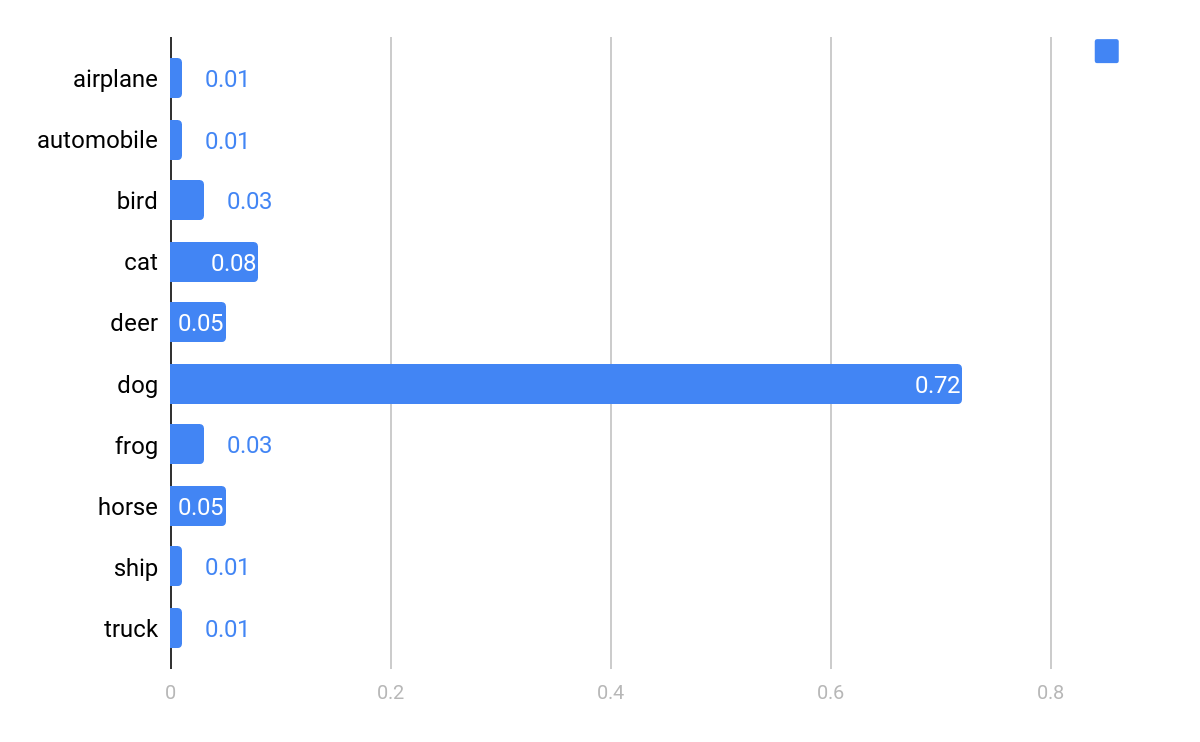 airplane 0.01
automobile 0.01
bird 0.03
cat 0.08
deer 0.05
dog 0.72
frog 0.03
horse 0.05
ship 0.01
truck 0.01
0 0.2 0.4 0.6 0.8